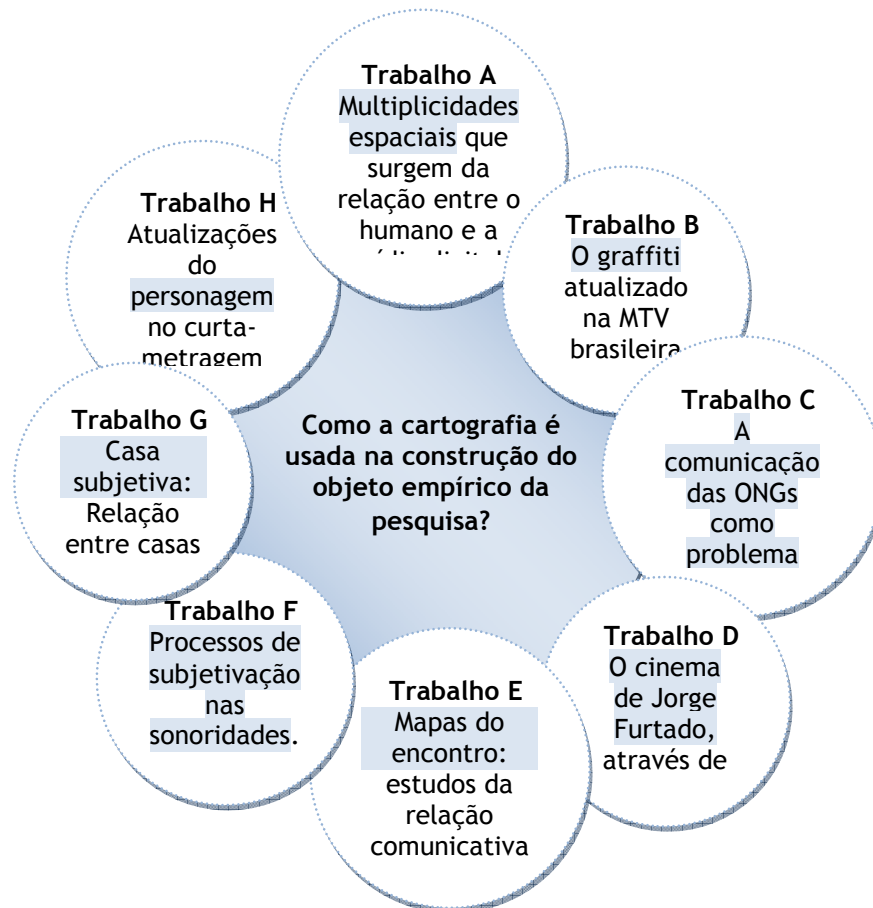 Trabalho A
Multiplicidades
espaciais que
surgem da
relação entre o
humano e a
Trabalho B
O graffiti
atualizado
na MTV
brasileira
Trabalho C
A
comunicação
das ONGs
como
problema
Trabalho D
O cinema
de Jorge
Furtado,
através de
Trabalho E
Mapas do
encontro:
estudos da
relação
comunicativa
Trabalho F
Processos de
subjetivação
nas
sonoridades.
Trabalho G
Casa
subjetiva:
Relação
entre casas
Trabalho H
Atualizações
do
personagem
no curta-
metragem
Como a cartografia é
usada na construção do
objeto empírico da
pesquisa?